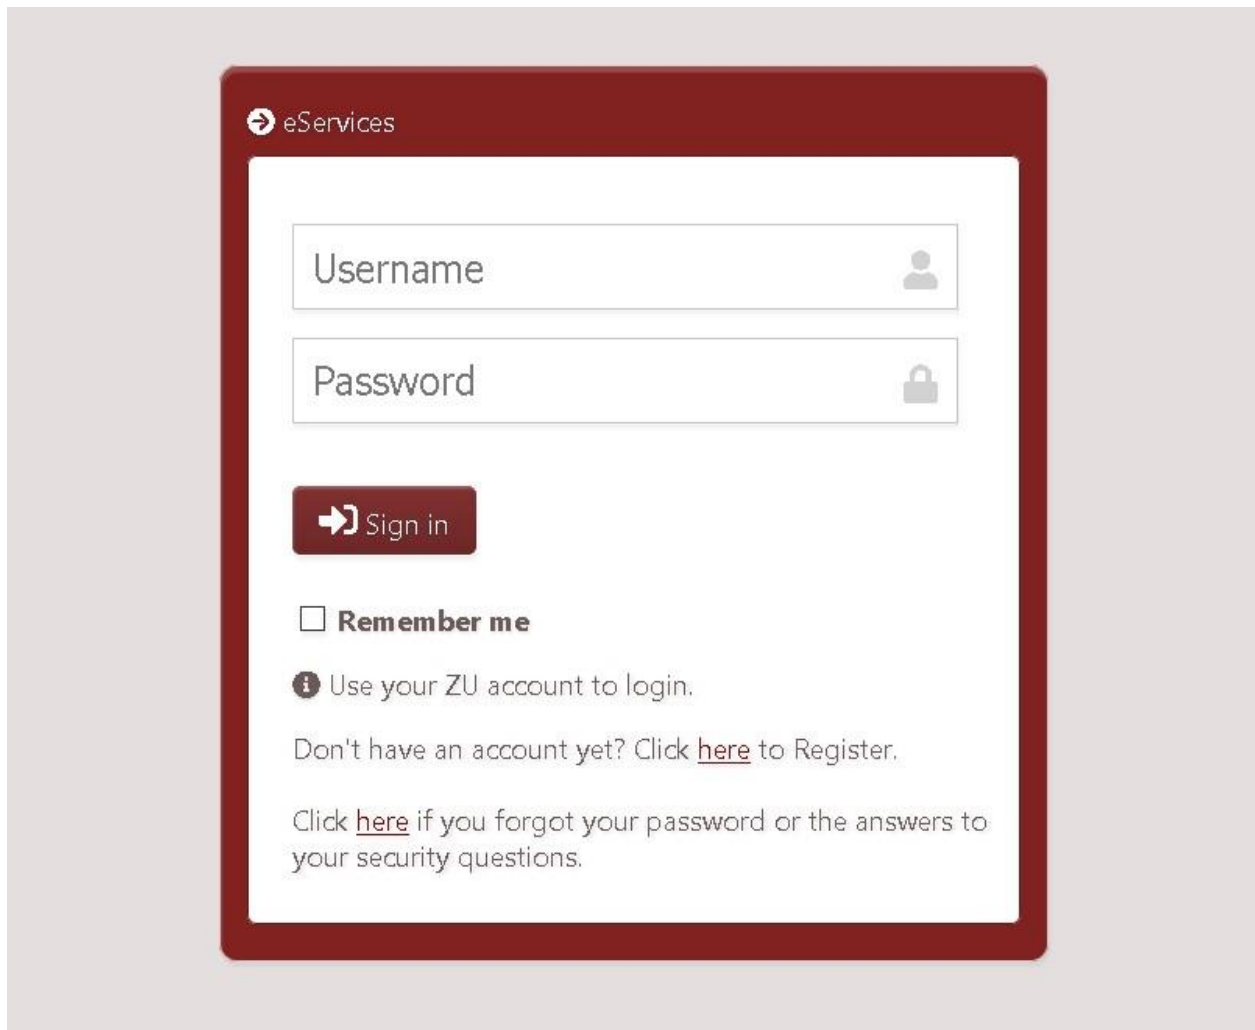 eServices
Username
Password
Sign in
Remember me
Use your ZU account to login.
Don't have an account yet? Click here to Register.
Click here if you forgot your password or the answers to
your security questions.